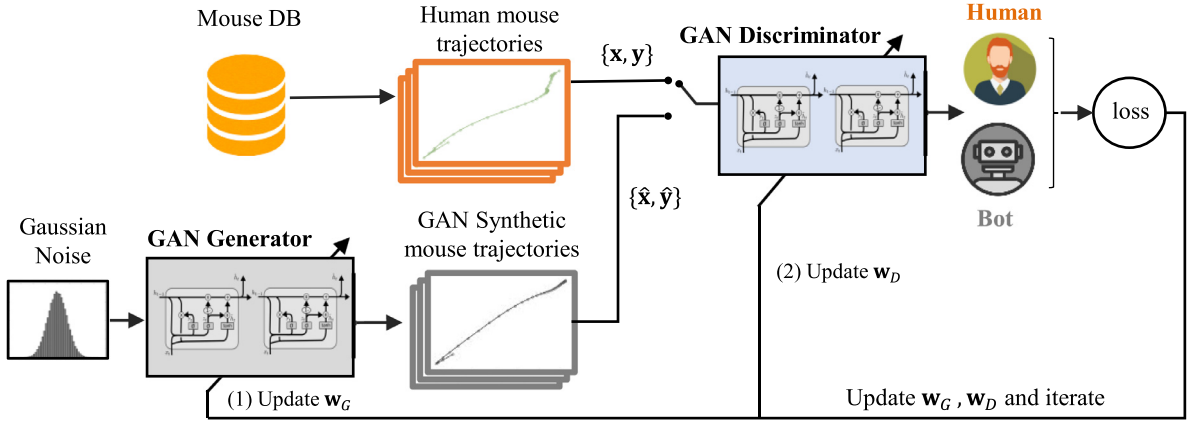 Mouse DB
Human mouse
trajectories
{x, y}
GAN Discriminator
Human
Bot
loss
{x̂, ŷ}
Gaussian
Noise
GAN Generator
GAN Synthetic
mouse trajectories
(1) Update w_G
(2) Update w_D
Update w_G , w_D and iterate